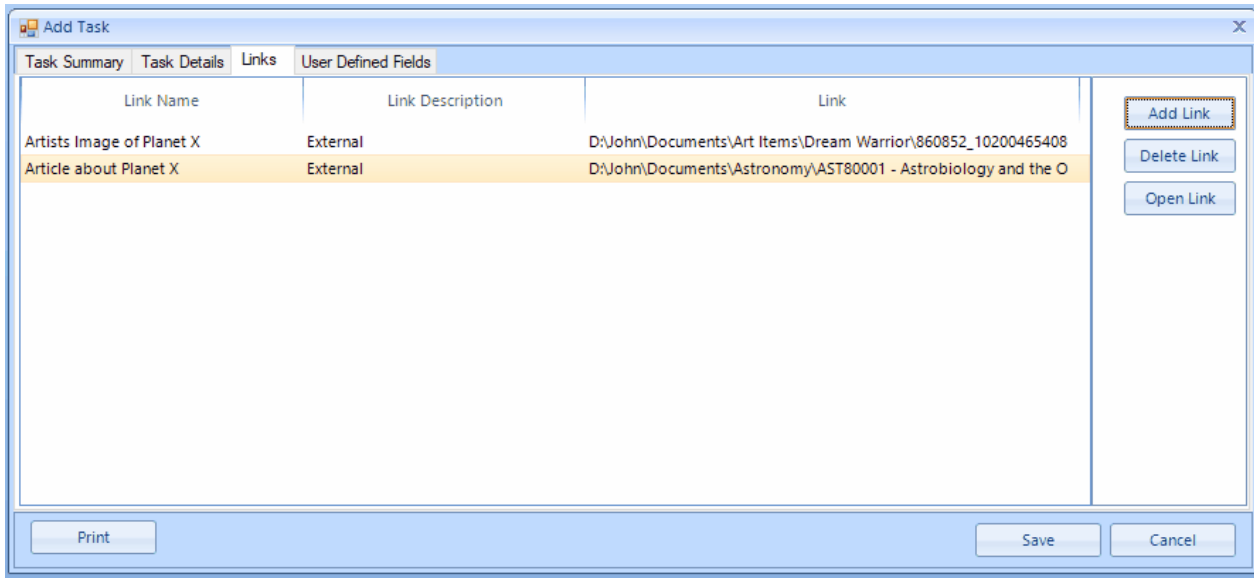 Add Task
Task Summary Task Details Links User Defined Fields
Link Name Link Description Link
Add Link
Artists Image of Planet X External D:\John\Documents\Art Items\Dream Warrior\860852_10200465408
Delete Link
Article about Planet X External D:\John\Documents\Astronomy\AST80001 - Astrobiology and the O
Open Link
Print Save Cancel